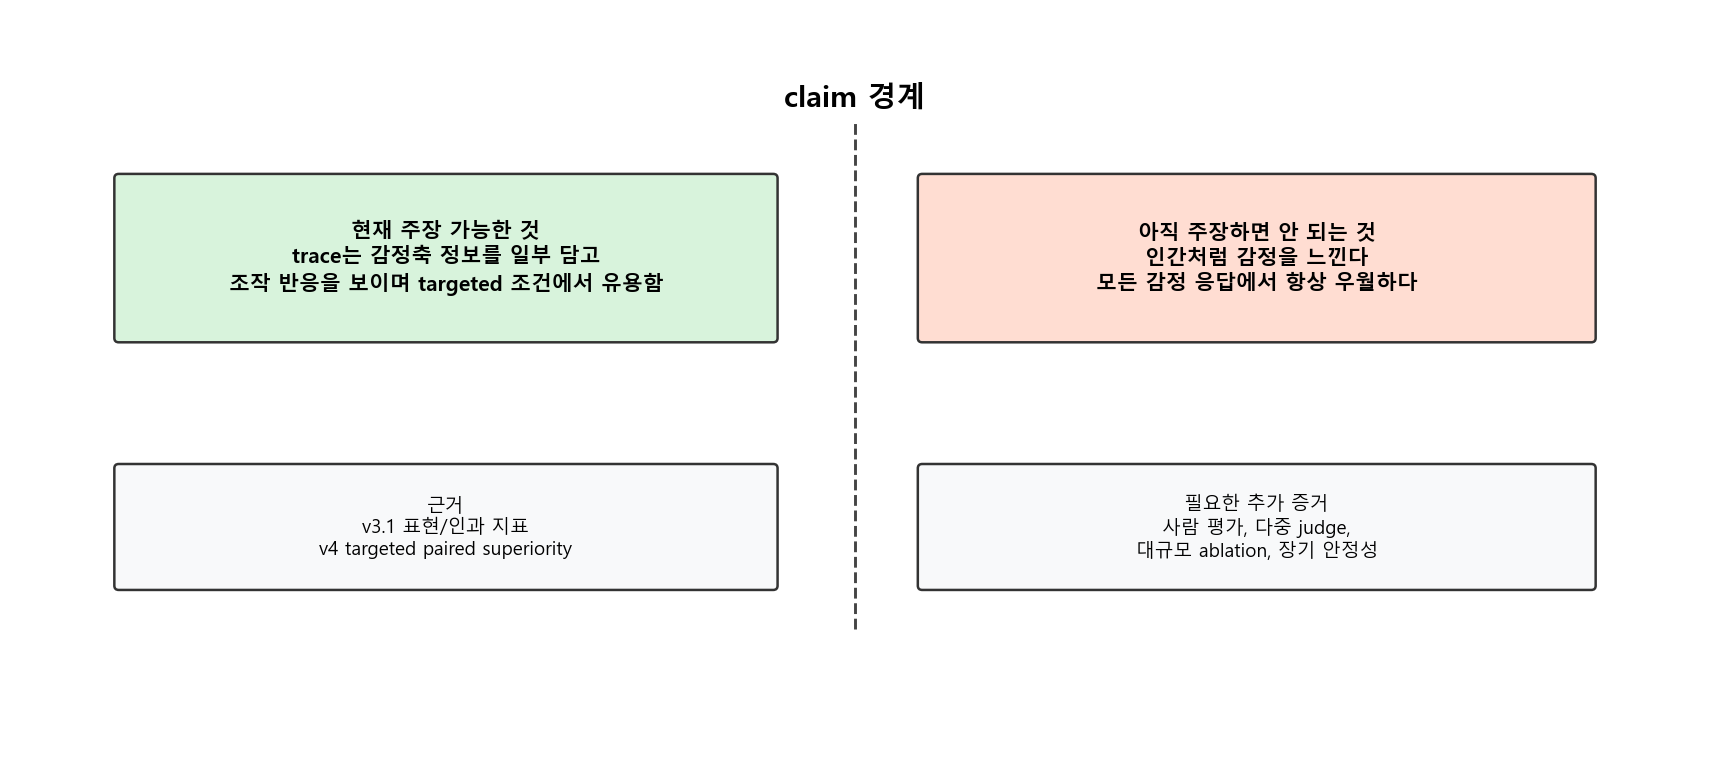 claim 경계
현재 주장 가능한 것
trace는 감정축 정보를 일부 담고
조작 반응을 보이며 targeted 조건에서 유용함
아직 주장하면 안 되는 것
인간처럼 감정을 느낀다
모든 감정 응답에서 항상 우월하다
근거
v3.1 표현/인과 지표
v4 targeted paired superiority
필요한 추가 증거
사람 평가, 다중 judge,
대규모 ablation, 장기 안정성